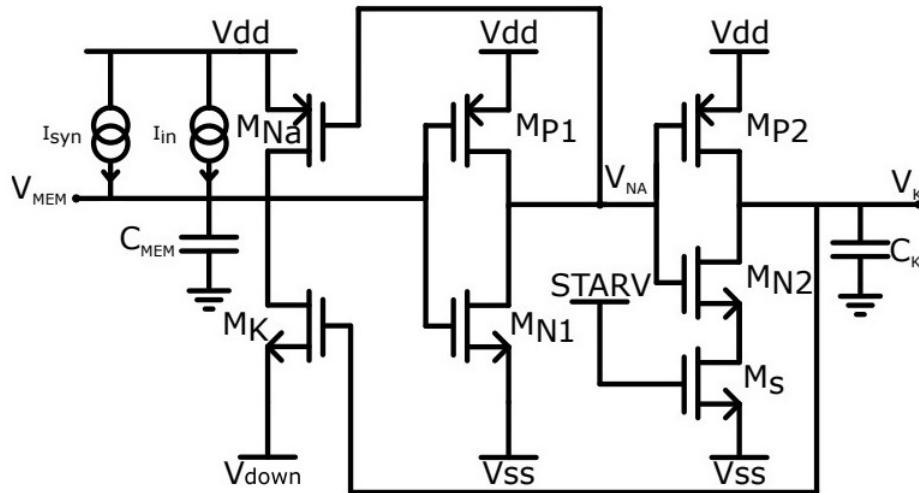 Vdd Vdd Vdd
Isyn Iin MNa MP1 MP2
VMEM VNA VK
CMEM STARV MN2 CK
MK MN1 Ms
Vdown Vss Vss